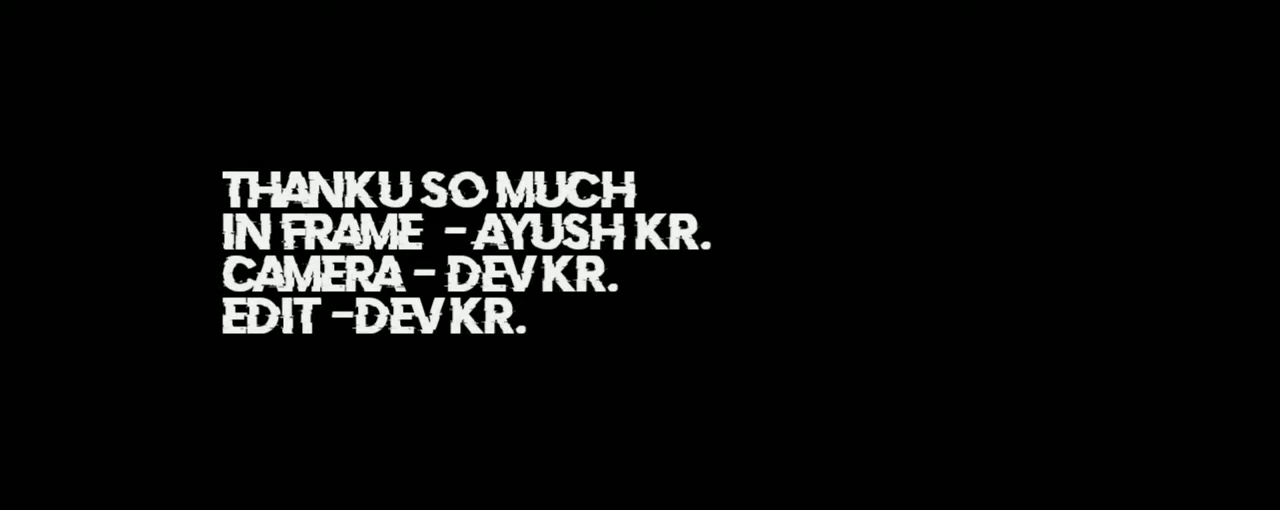 THANKU SO MUCH
IN FRAME - AYUSH KR.
CAMERA - DEV KR.
EDIT -DEV KR.